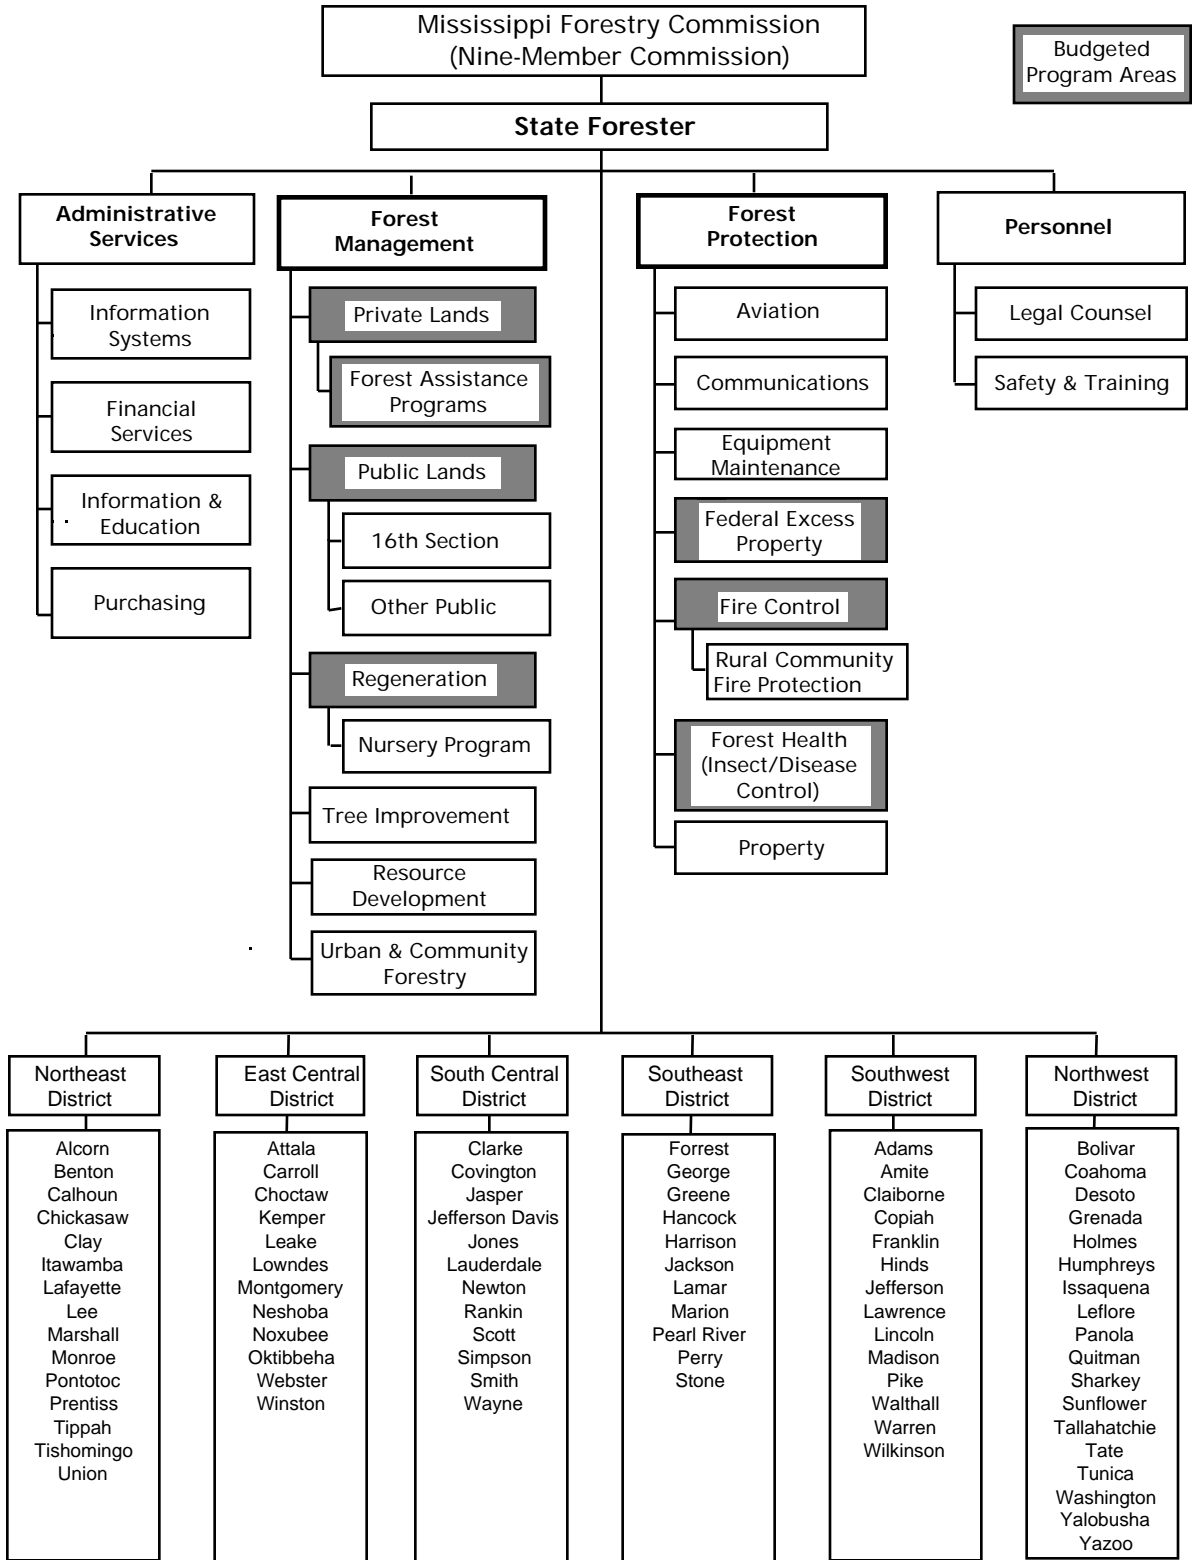 Mississippi Forestry Commission
(Nine-Member Commission)
Budgeted
Program Areas
State Forester
Administrative
Services
Information
Systems
Financial
Services
Information &
Education
Purchasing
Forest
Management
Private Lands
Forest Assistance
Programs
Public Lands
16th Section
Other Public
Regeneration
Nursery Program
Tree Improvement
Resource
Development
Urban & Community
Forestry
Forest
Protection
Aviation
Communications
Equipment
Maintenance
Federal Excess
Property
Fire Control
Rural Community
Fire Protection
Forest Health
(Insect/Disease
Control)
Property
Personnel
Legal Counsel
Safety & Training
Northeast
District
Alcorn
Benton
Calhoun
Chickasaw
Clay
Itawamba
Lafayette
Lee
Marshall
Monroe
Pontotoc
Prentiss
Tippah
Tishomingo
Union
East Central
District
Attala
Carroll
Choctaw
Kemper
Leake
Lowndes
Montgomery
Neshoba
Noxubee
Oktibbeha
Webster
Winston
South Central
District
Clarke
Covington
Jasper
Jefferson Davis
Jones
Lauderdale
Newton
Rankin
Scott
Simpson
Smith
Wayne
Southeast
District
Forrest
George
Greene
Hancock
Harrison
Jackson
Lamar
Marion
Pearl River
Perry
Stone
Southwest
District
Adams
Amite
Claiborne
Copiah
Franklin
Hinds
Jefferson
Lawrence
Lincoln
Madison
Pike
Walthall
Warren
Wilkinson
Northwest
District
Bolivar
Coahoma
Desoto
Grenada
Holmes
Humphreys
Issaquena
Leflore
Panola
Quitman
Sharkey
Sunflower
Tallahatchie
Tate
Tunica
Washington
Yalobusha
Yazoo